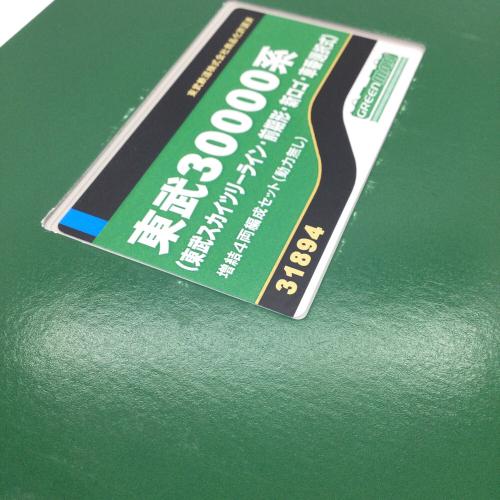 東武鉄道株式会社商品化許諾済
東武30000系
(東武スカイツリーライン・前面幕形・新ロゴ・車番選択式)
増結4両編成セット(動力無し)
31894
GREENMAX